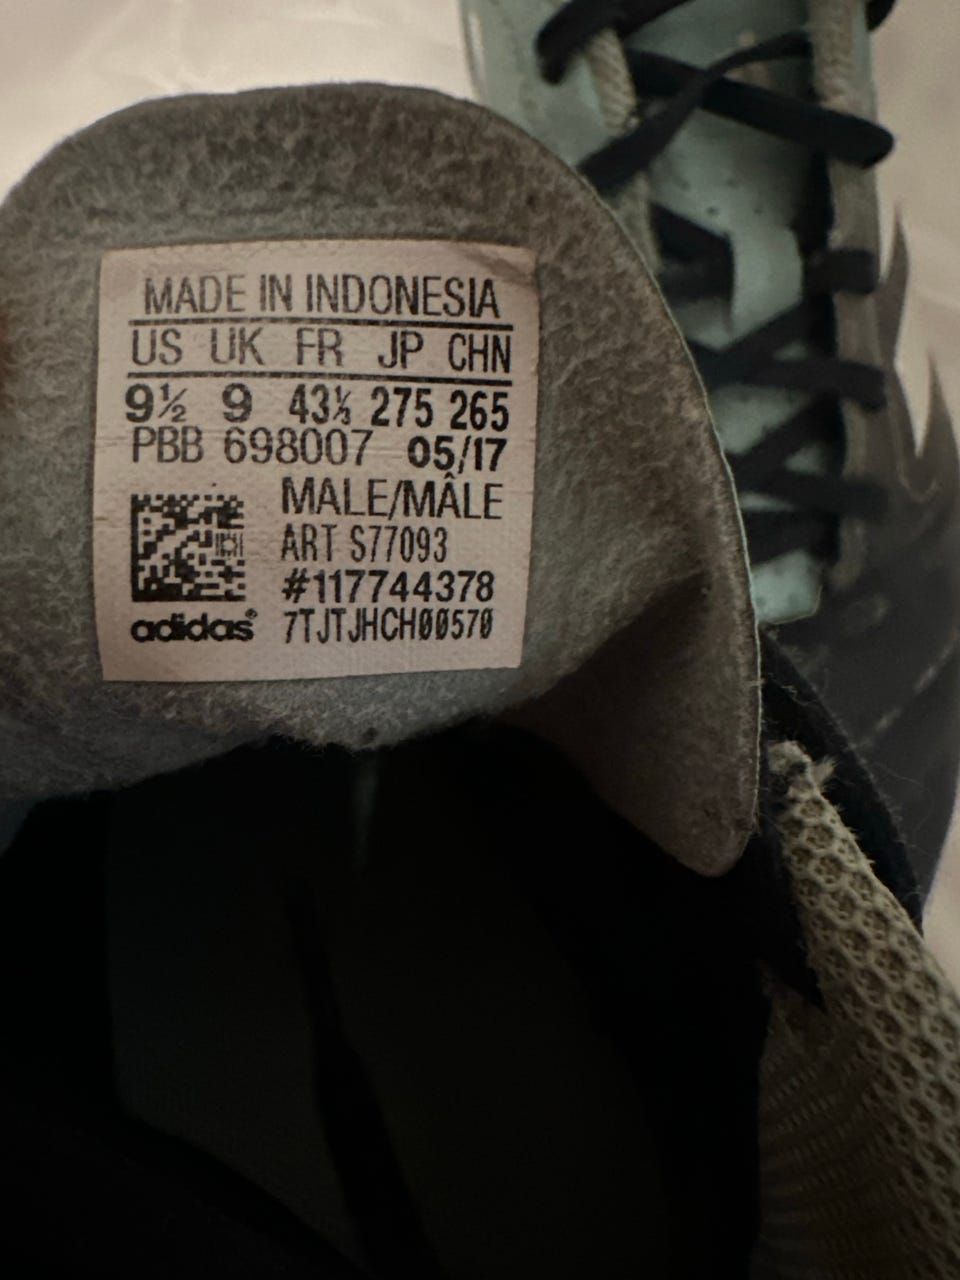 MADE IN INDONESIA
US UK FR JP CHN
9½ 9 43⅓ 275 265
PBB 698007 05/17
MALE/MÂLE
ART S77093
#117744378
adidas® 7TJTJHCH00570